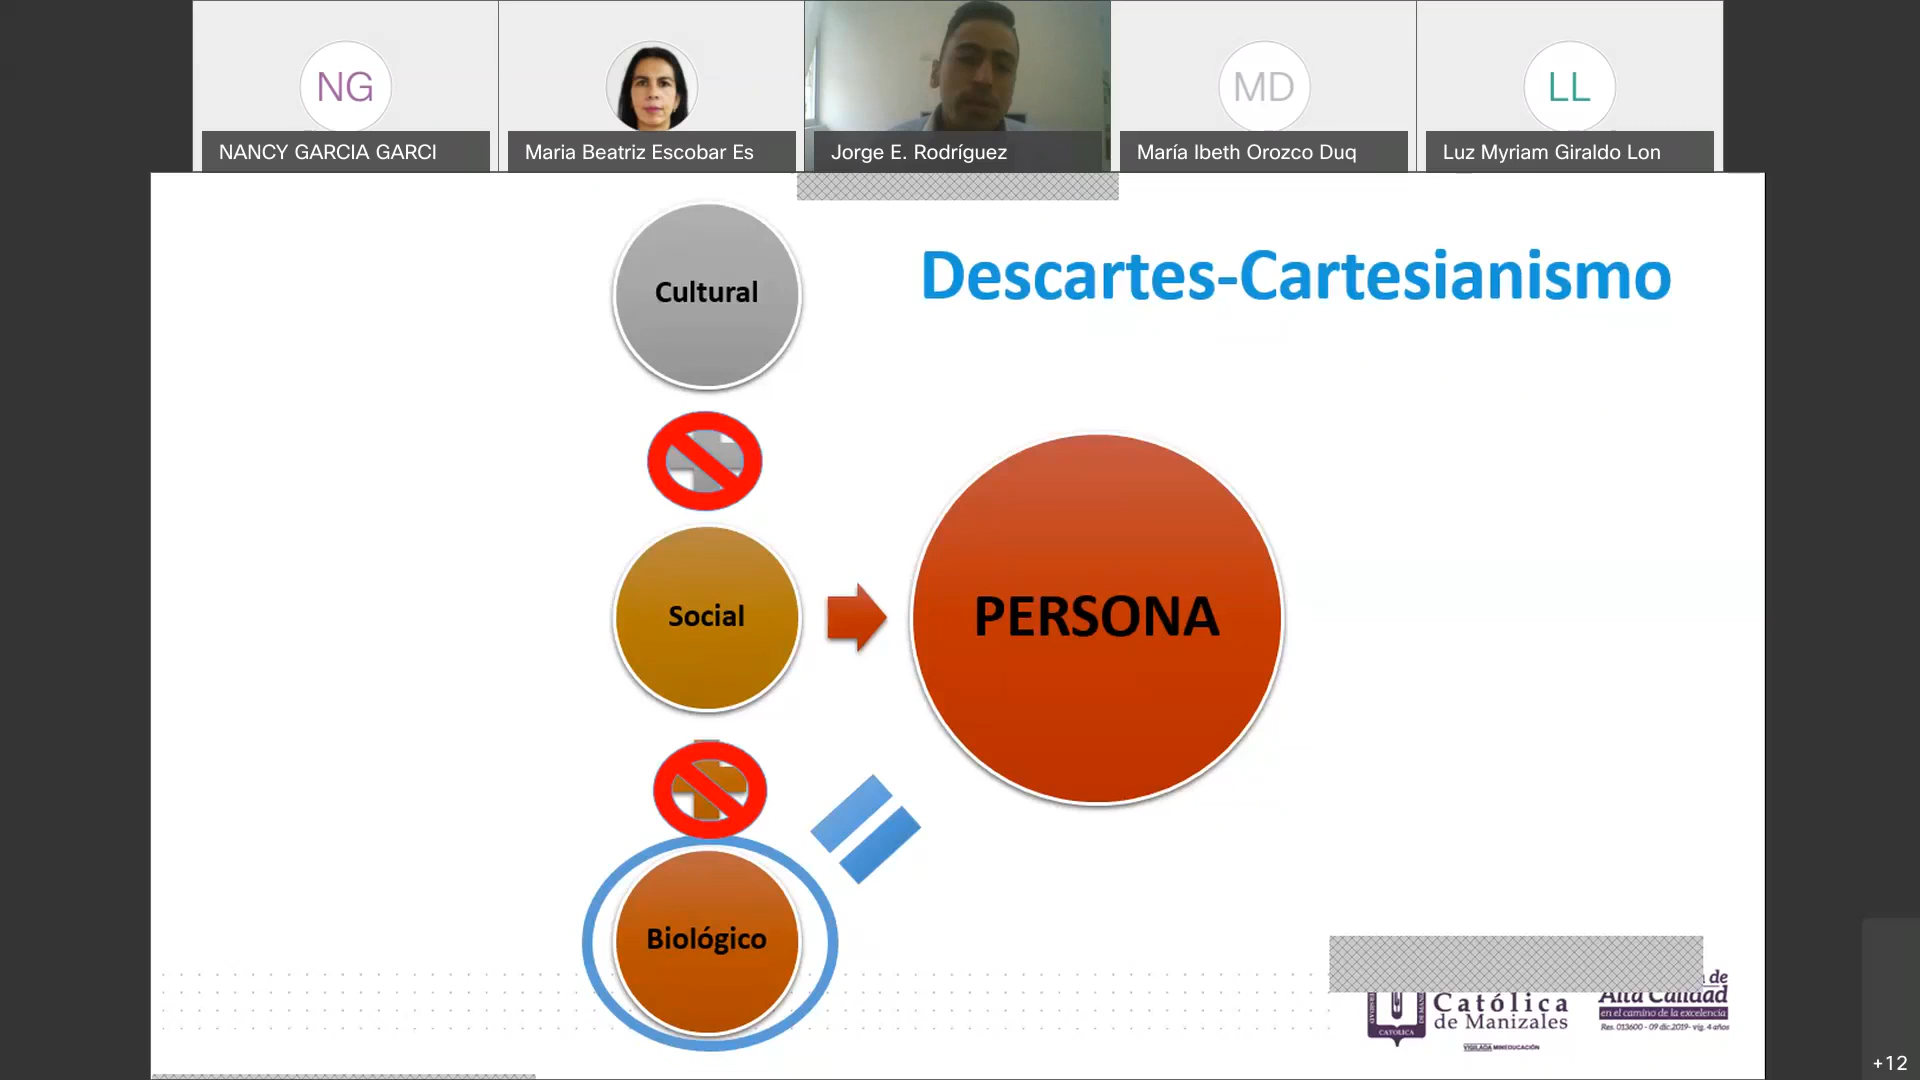 NG
MD
LL
NANCY GARCIA GARCI
Maria Beatriz Escobar Es
Jorge E. Rodríguez
María Ibeth Orozco Duq
Luz Myriam Giraldo Lon
Descartes-Cartesianismo
Cultural
Social
PERSONA
Biológico
de
Alta Calidad
Católica
de Manizales
en el camino de la excelencia
Res. 013600 - 09 dic.2019- vig. 4 años
CATOLICA
VIGILADA MINEDUCACIÓN
+12